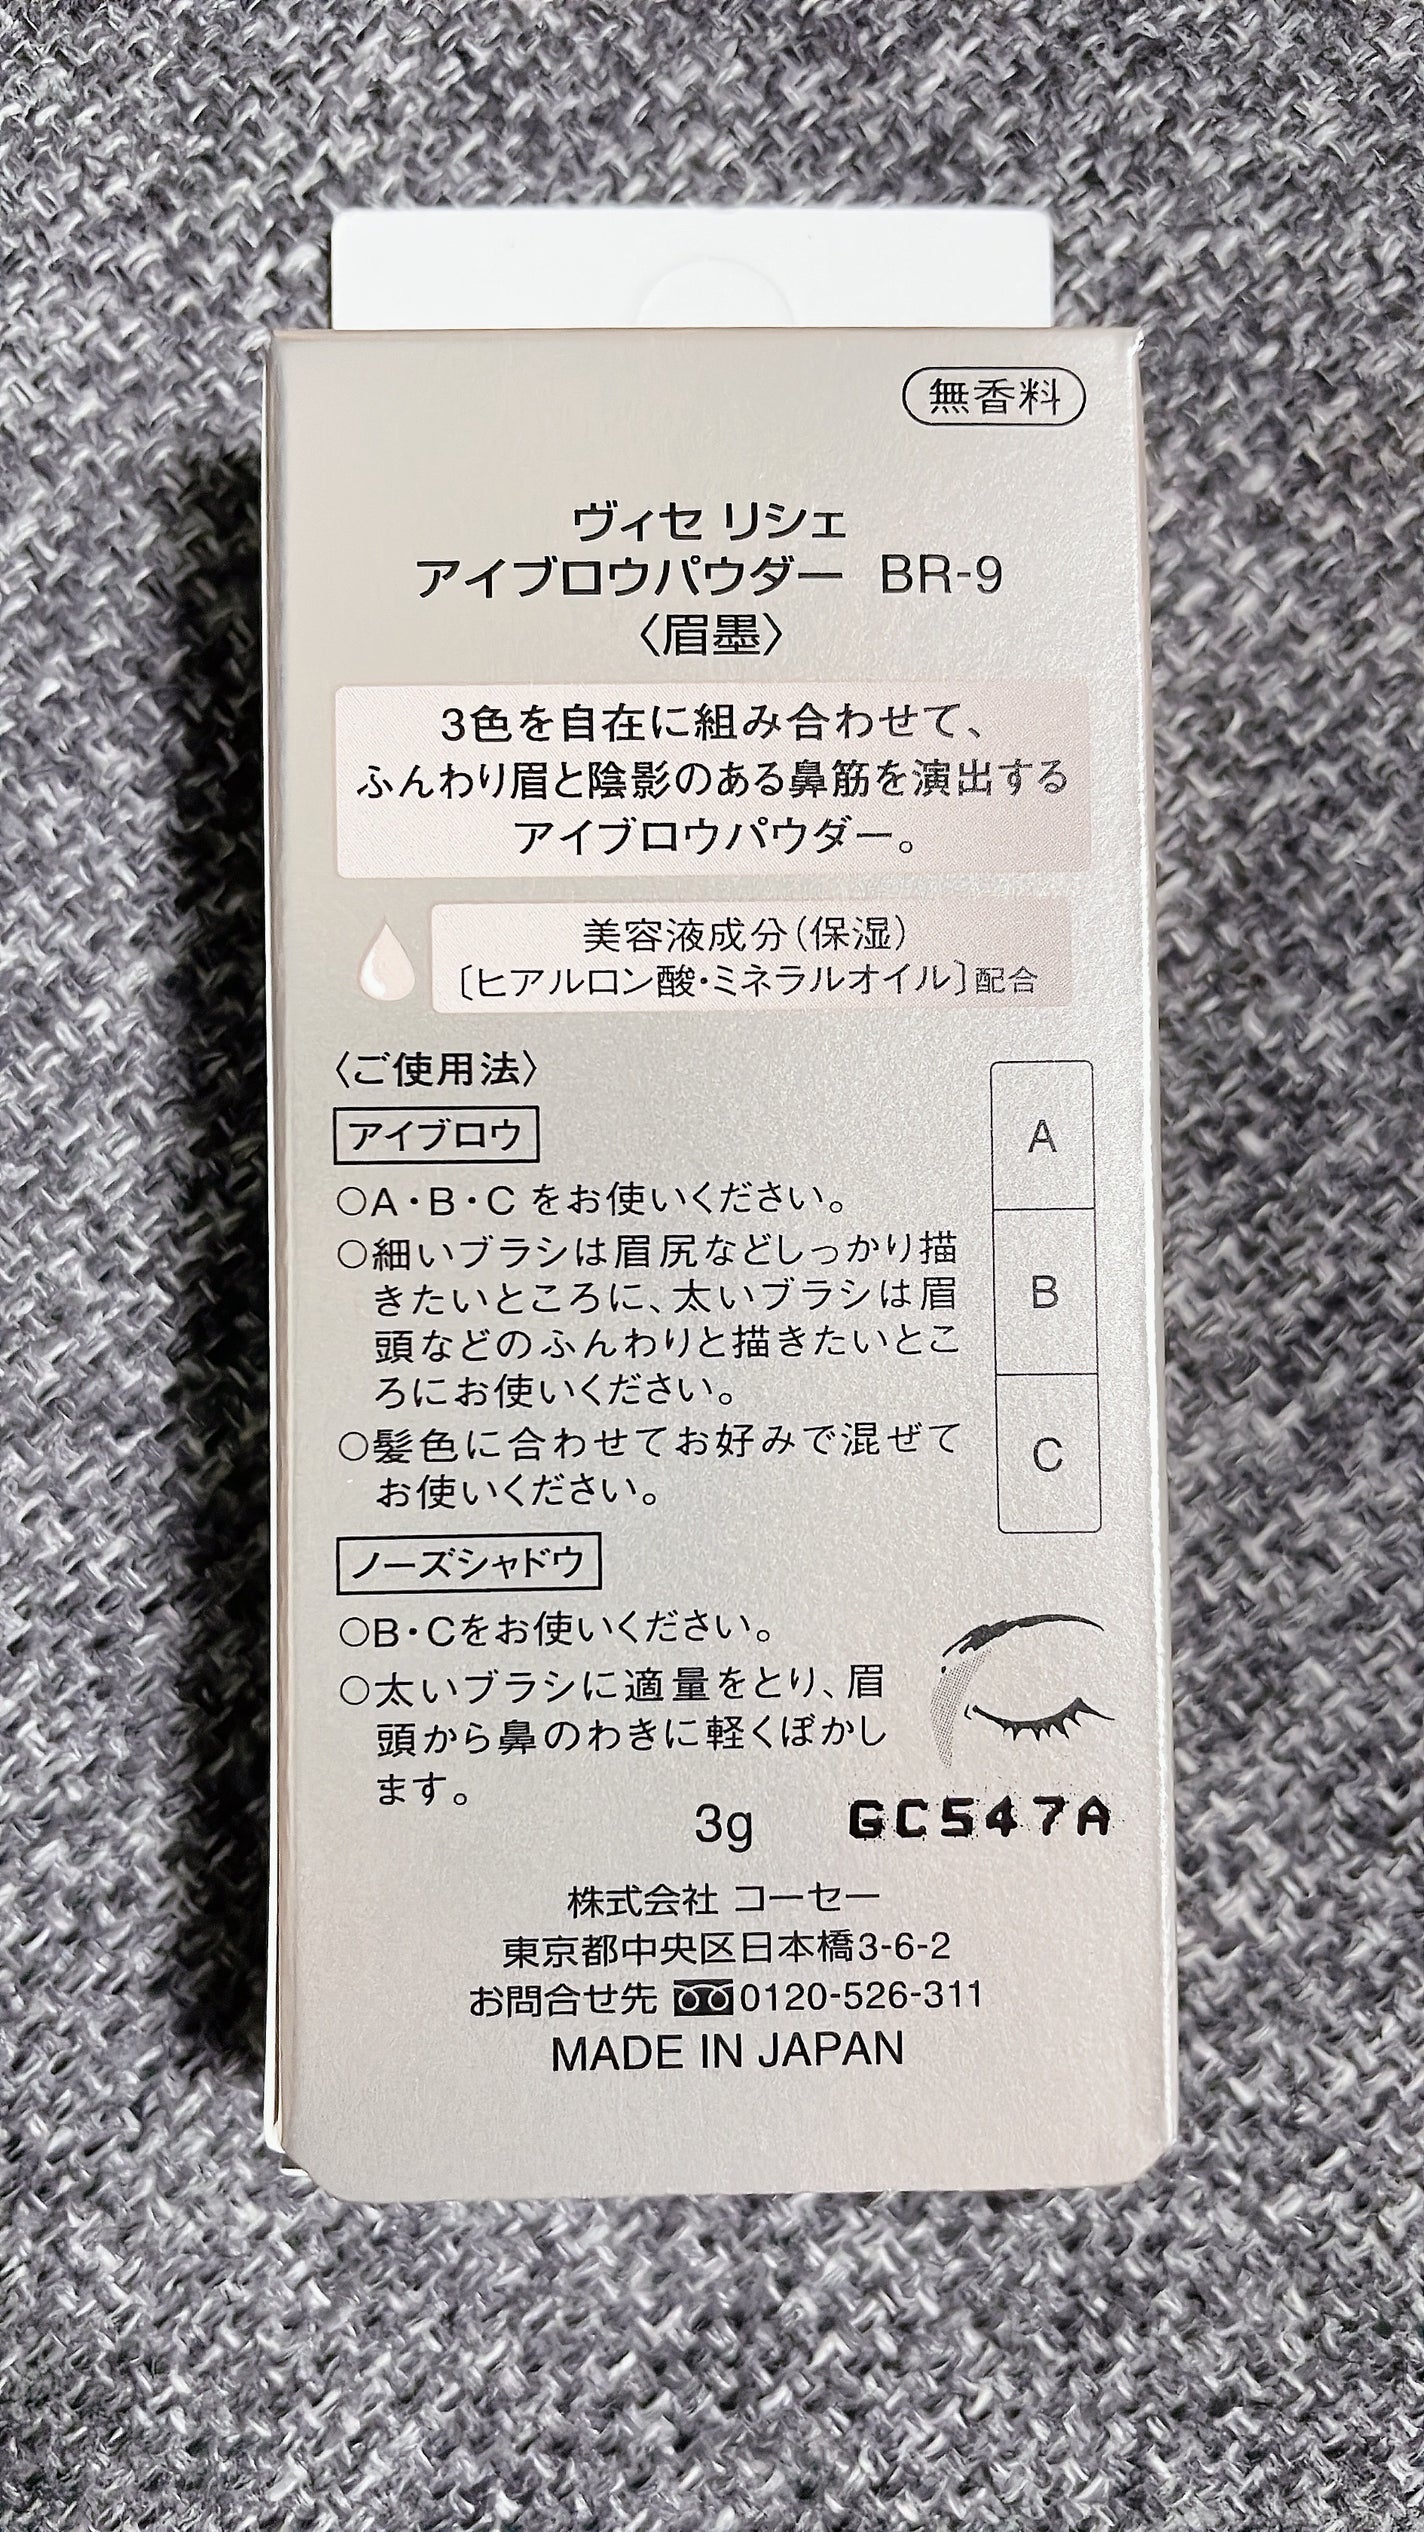 無香料
ヴィセ リシェ
アイブロウパウダー BR-9
〈眉墨〉
3色を自在に組み合わせて、
ふんわり眉と陰影のある鼻筋を演出する
アイブロウパウダー。
美容液成分（保湿）
〔ヒアルロン酸・ミネラルオイル〕配合
〈ご使用法〉
アイブロウ
○A・B・C をお使いください。
○細いブラシは眉尻などしっかり描
きたいところに、太いブラシは眉
頭などのふんわりと描きたいとこ
ろにお使いください。
○髪色に合わせてお好みで混ぜて
お使いください。
A
B
C
ノーズシャドウ
○B・Cをお使いください。
○太いブラシに適量をとり、眉
頭から鼻のわきに軽くぼかし
ます。
3g GC547A
株式会社 コーセー
東京都中央区日本橋3-6-2
お問合せ先 0120-526-311
MADE IN JAPAN